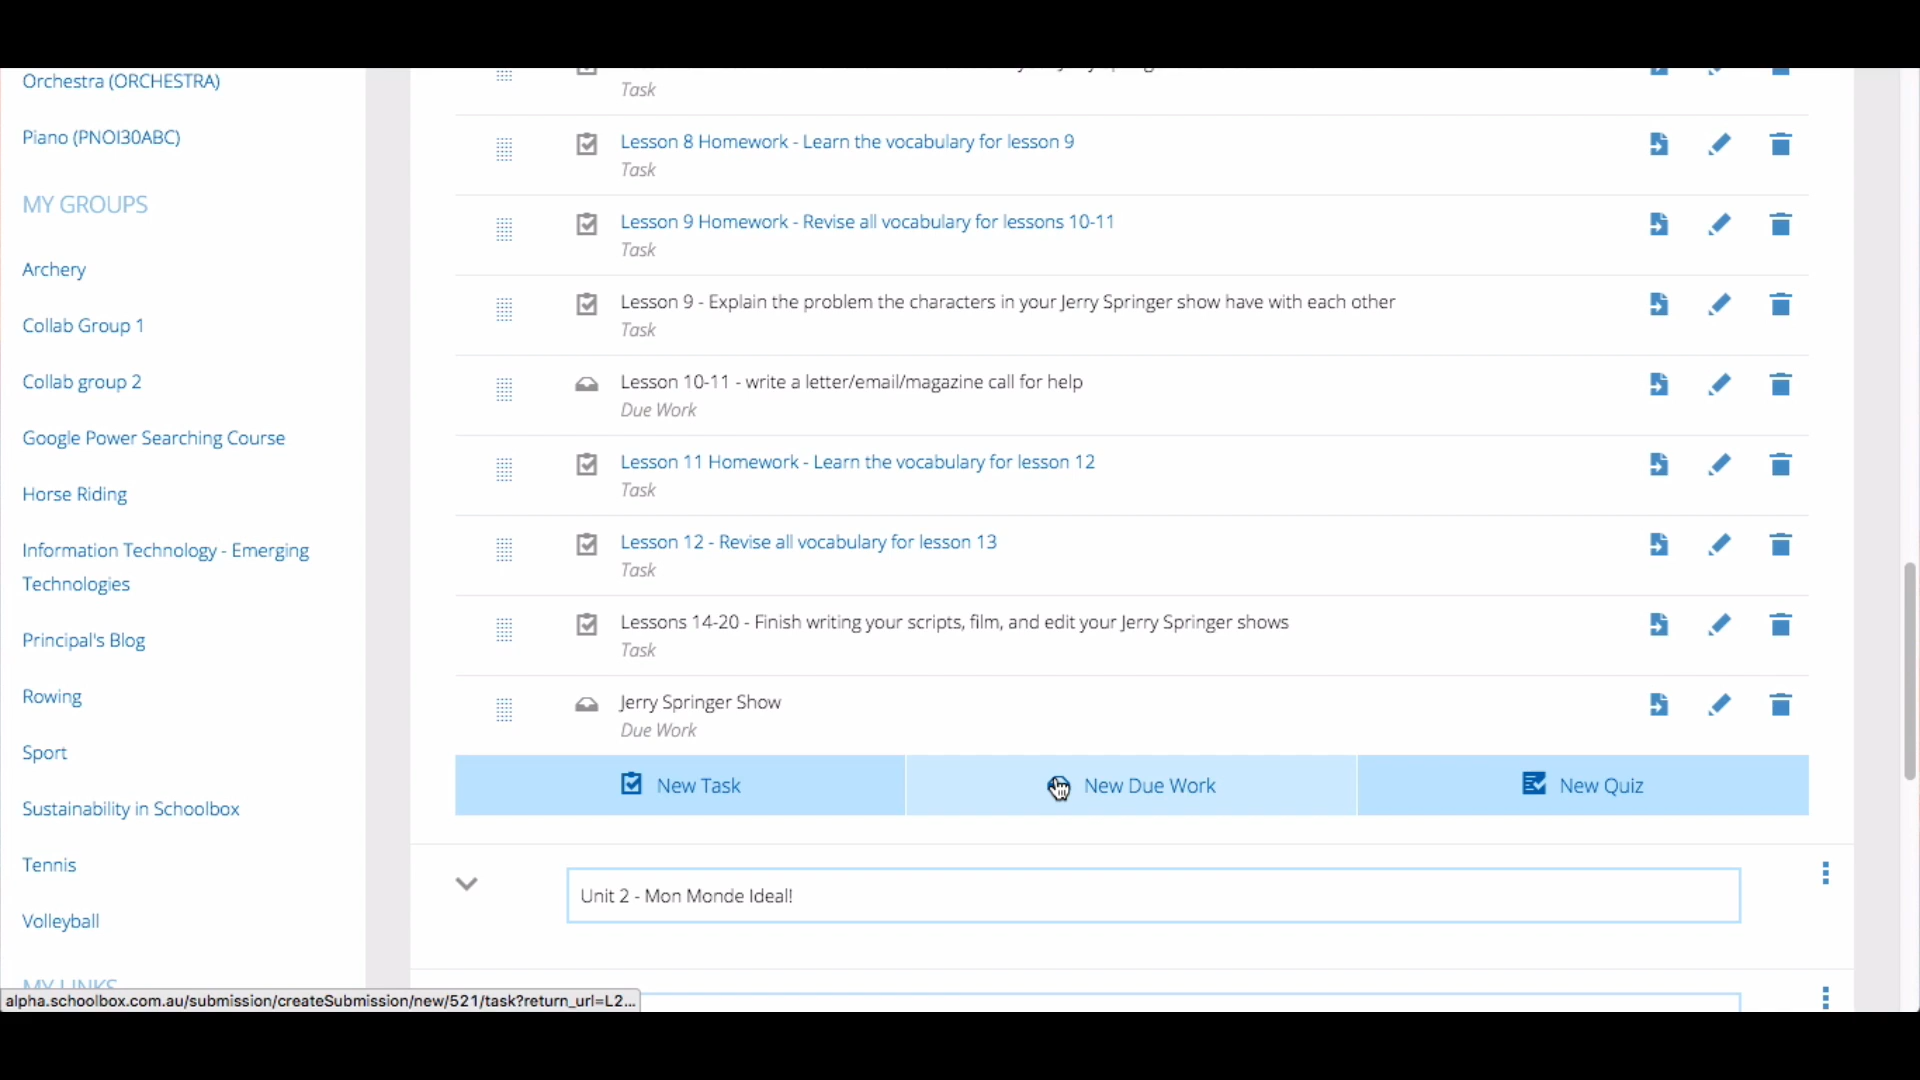 Orchestra (ORCHESTRA)
Piano (PNOI30ABC)
MY GROUPS
Archery
Collab Group 1
Collab group 2
Google Power Searching Course
Horse Riding
Information Technology - Emerging
Technologies
Principal's Blog
Rowing
Sport
Sustainability in Schoolbox
Tennis
Volleyball
MY LINKS
Task
Lesson 8 Homework - Learn the vocabulary for lesson 9
Task
Lesson 9 Homework - Revise all vocabulary for lessons 10-11
Task
Lesson 9 - Explain the problem the characters in your Jerry Springer show have with each other
Task
Lesson 10-11 - write a letter/email/magazine call for help
Due Work
Lesson 11 Homework - Learn the vocabulary for lesson 12
Task
Lesson 12 - Revise all vocabulary for lesson 13
Task
Lessons 14-20 - Finish writing your scripts, film, and edit your Jerry Springer shows
Task
Jerry Springer Show
Due Work
New Task
New Due Work
New Quiz
Unit 2 - Mon Monde Ideal!
alpha.schoolbox.com.au/submission/createSubmission/new/521/task?return_url=L2...